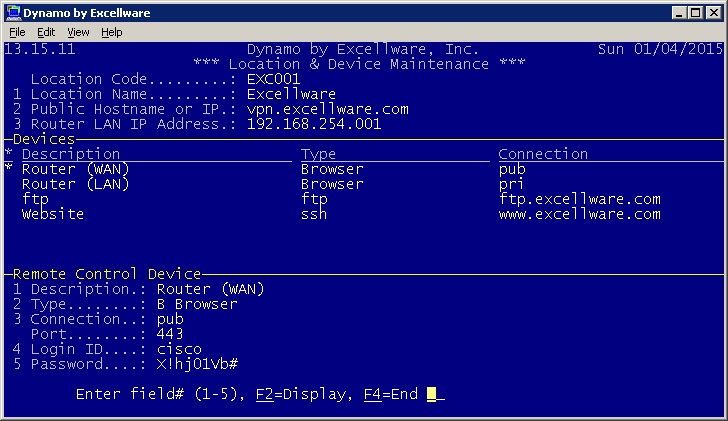 Dynamo by Excellware
File Edit View Help
13.15.11 Dynamo by Excellware, Inc. Sun 01/04/2015
*** Location & Device Maintenance ***
Location Code.........: EXC001
1 Location Name.........: Excellware
2 Public Hostname or IP.: vpn.excellware.com
3 Router LAN IP Address.: 192.168.254.001
Devices
* Description Type Connection
* Router (WAN) Browser pub
Router (LAN) Browser pri
ftp ftp ftp.excellware.com
Website ssh www.excellware.com
Remote Control Device
1 Description.: Router (WAN)
2 Type........: B Browser
3 Connection..: pub
Port........: 443
4 Login ID....: cisco
5 Password....: X!hj01Vb#
Enter field# (1-5), F2=Display, F4=End